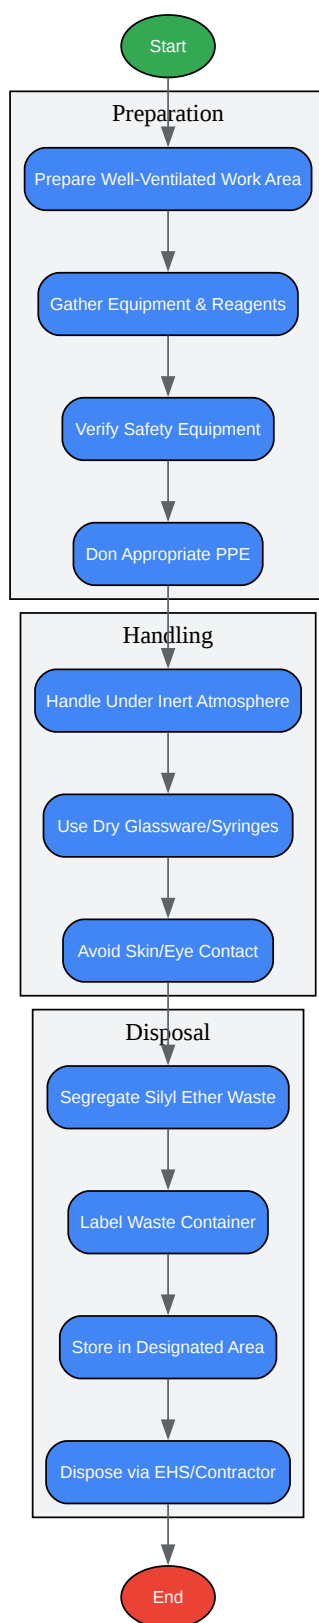 Start
Preparation
Prepare Well-Ventilated Work Area
Gather Equipment & Reagents
Verify Safety Equipment
Don Appropriate PPE
Handling
Handle Under Inert Atmosphere
Use Dry Glassware/Syringes
Avoid Skin/Eye Contact
Disposal
Segregate Silyl Ether Waste
Label Waste Container
Store in Designated Area
Dispose via EHS/Contractor
End